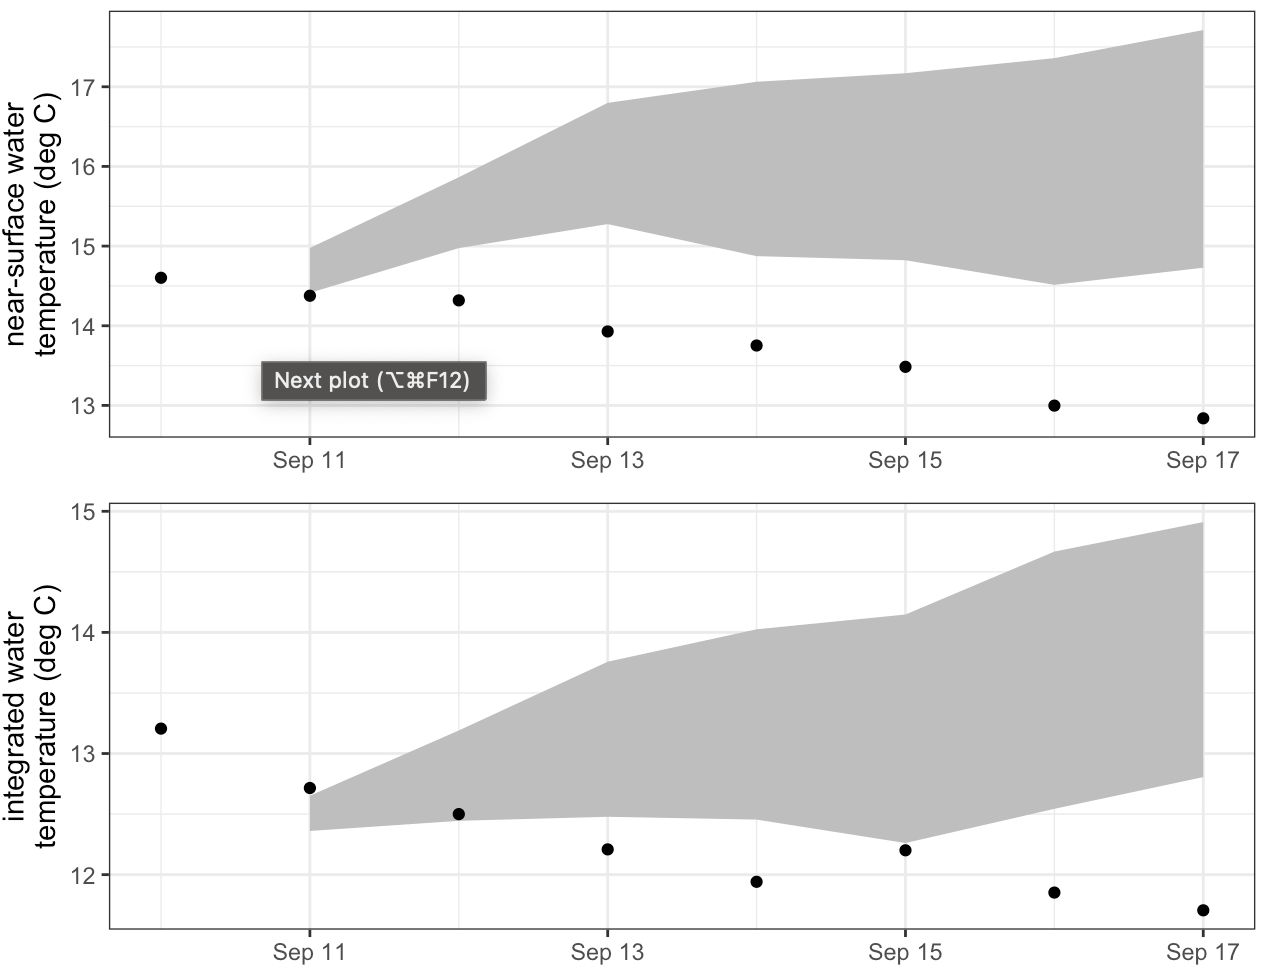 near-surface water
temperature (deg C)
17
16
15
14
13
Next plot (⌥⌘F12)
Sep 11
Sep 13
Sep 15
Sep 17
integrated water
temperature (deg C)
15
14
13
12
Sep 11
Sep 13
Sep 15
Sep 17